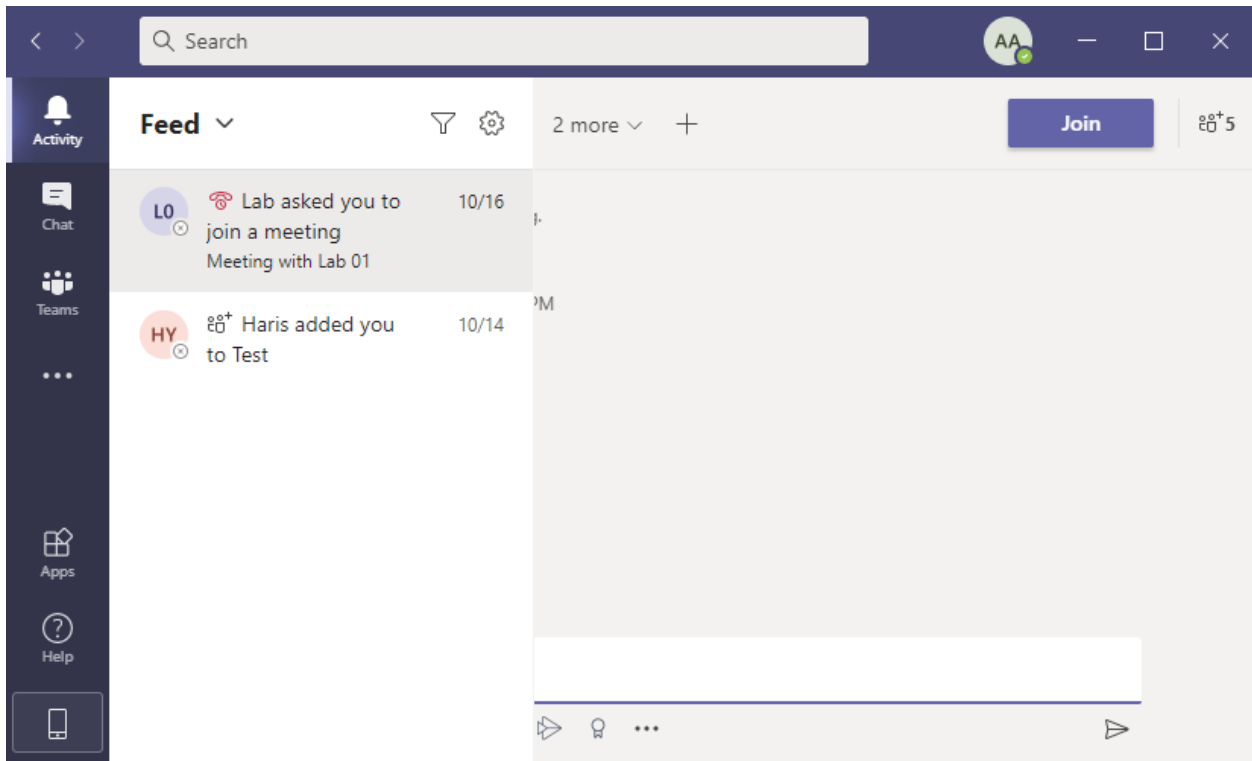 Search
AA
Activity
Chat
Teams
Apps
Help
Feed
L0
Lab asked you to
10/16
join a meeting
Meeting with Lab 01
HY
Haris added you
10/14
to Test
2 more
Join
5
PM